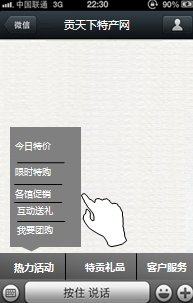 中国联通 3G 22:30 90%
微信 贡天下特产网
今日特价
限时特购
各馆促销
互动送礼
我要团购
热力活动 特贡礼品 客户服务
按住 说话